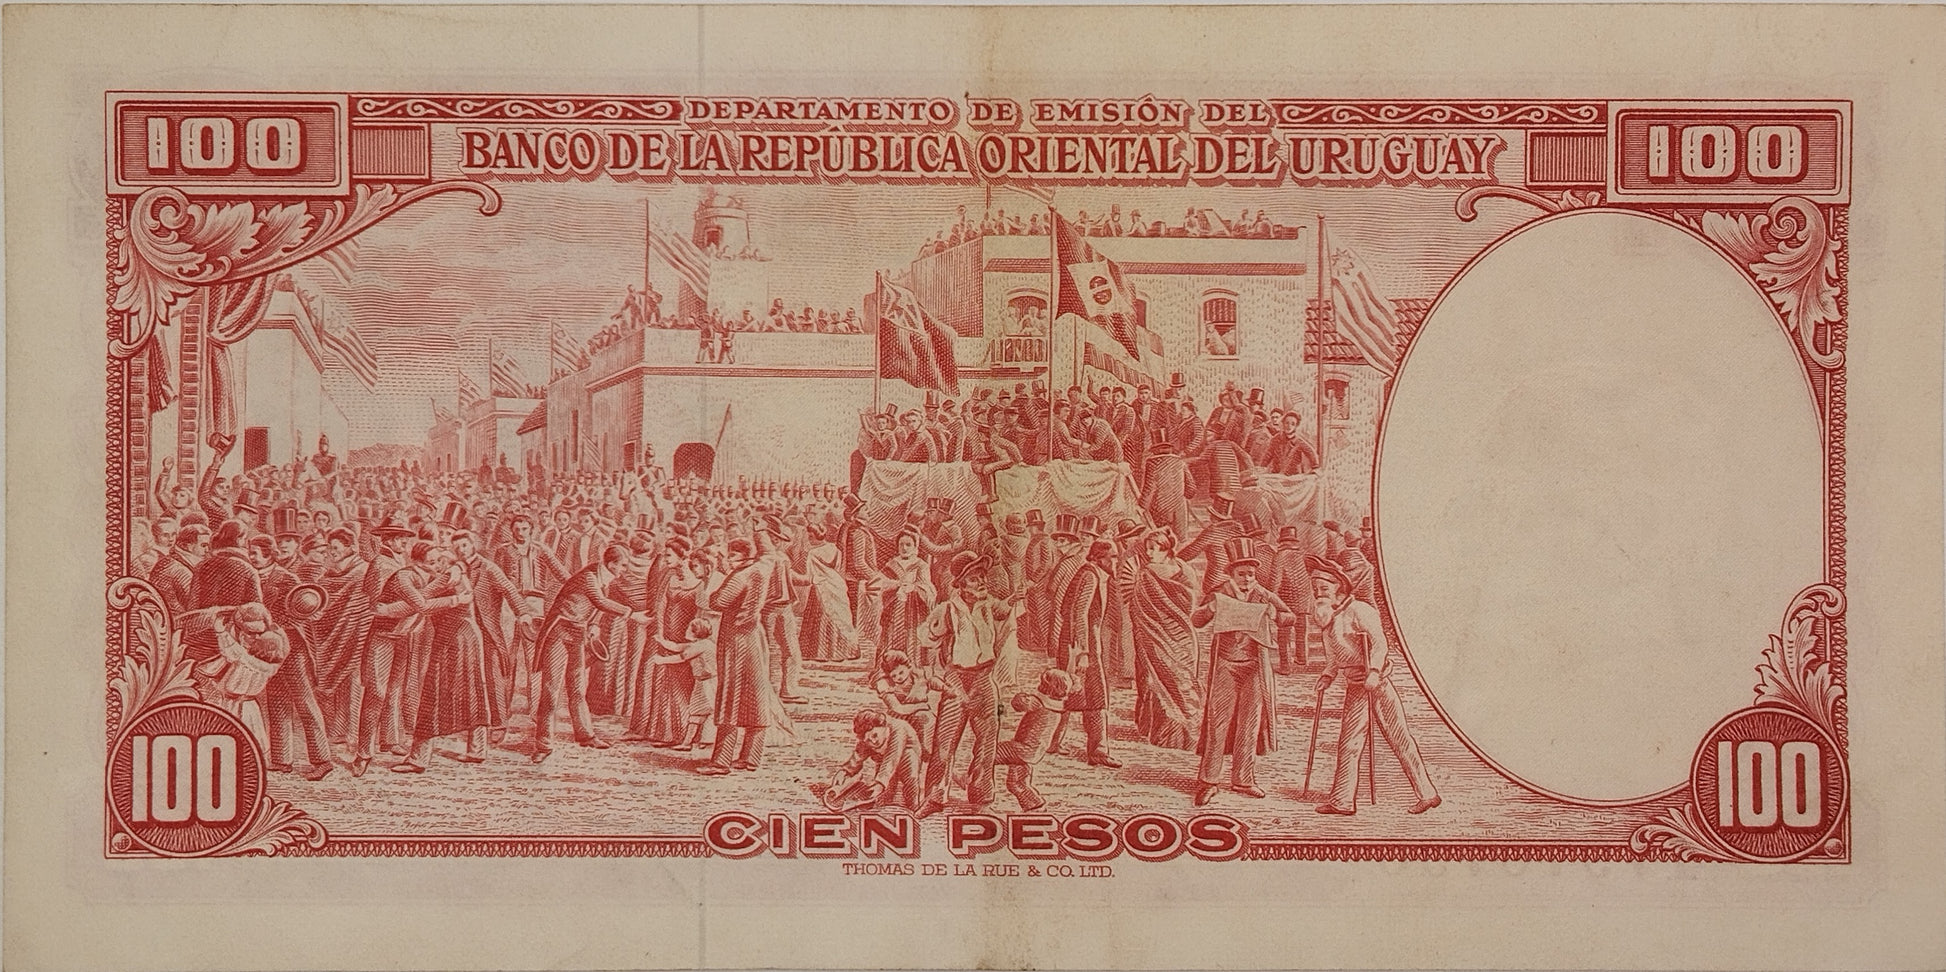 100 DEPARTAMENTO DE EMISIÓN DEL 100
BANCO DE LA REPÚBLICA ORIENTAL DEL URUGUAY
100 CIEN PESOS 100
THOMAS DE LA RUE & CO. LTD.